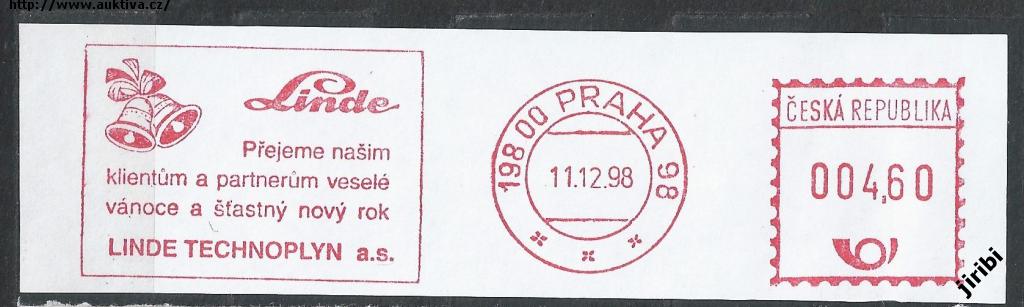 http://www.auktiva.cz/
Linde
Přejeme našim
klientům a partnerům veselé
vánoce a šťastný nový rok
LINDE TECHNOPLYN a.s.
198 00 PRAHA 98
11.12.98
ČESKÁ REPUBLIKA
004,60
jiribi